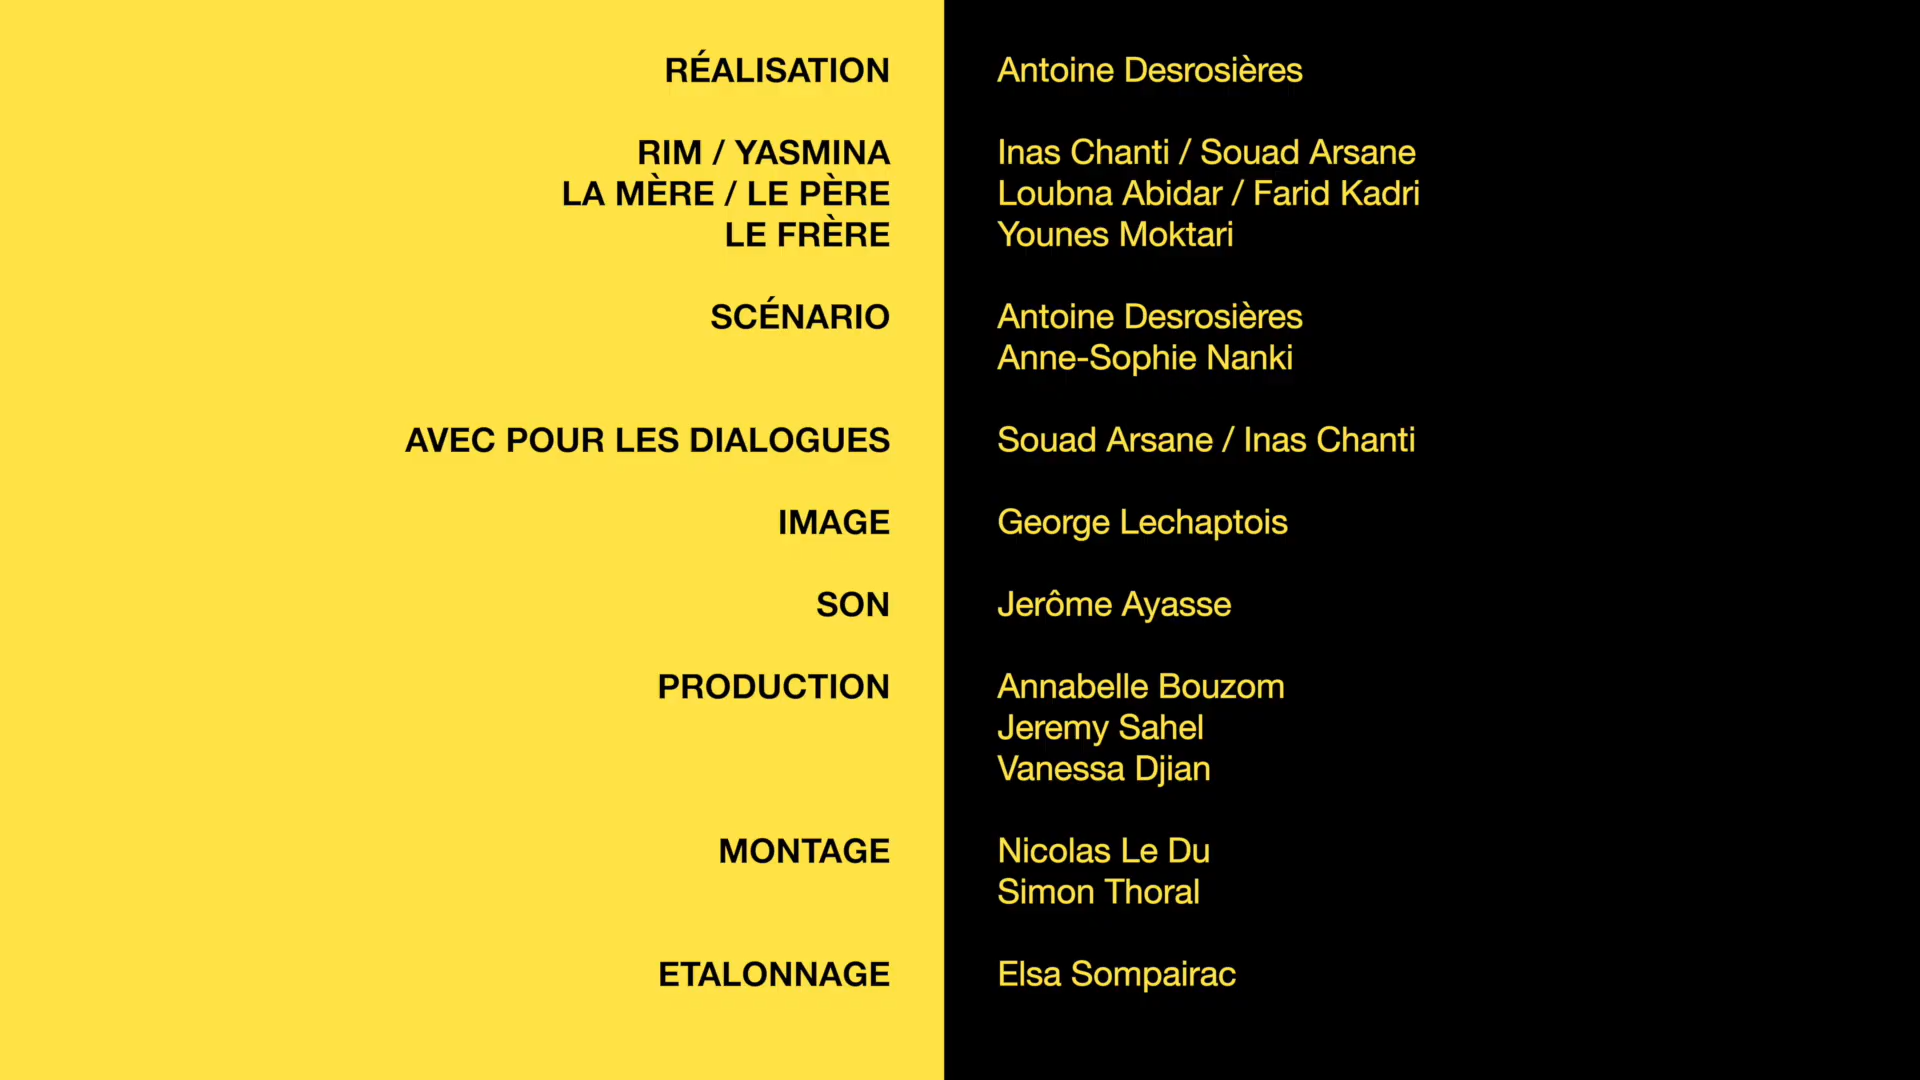 RÉALISATION Antoine Desrosières
RIM / YASMINA Inas Chanti / Souad Arsane
LA MÈRE / LE PÈRE Loubna Abidar / Farid Kadri
LE FRÈRE Younes Moktari
SCÉNARIO Antoine Desrosières
Anne-Sophie Nanki
AVEC POUR LES DIALOGUES Souad Arsane / Inas Chanti
IMAGE George Lechaptois
SON Jerôme Ayasse
PRODUCTION Annabelle Bouzom
Jeremy Sahel
Vanessa Djian
MONTAGE Nicolas Le Du
Simon Thoral
ETALONNAGE Elsa Sompairac